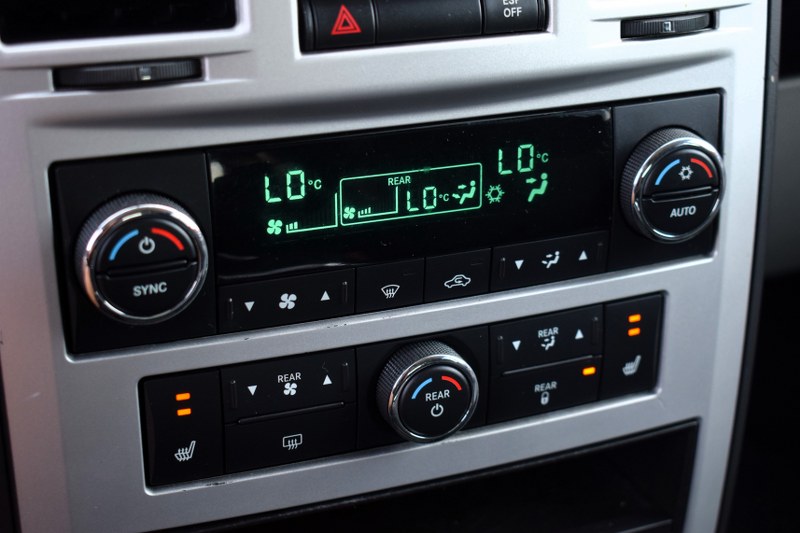 ESP
OFF
LO °C
REAR
LO °C
LO °C
SYNC
AUTO
REAR
REAR
REAR
REAR